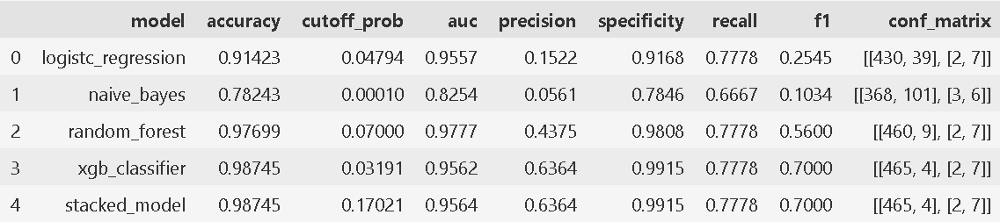 model accuracy cutoff_prob auc precision specificity recall f1 conf_matrix
0 logistc_regression 0.91423 0.04794 0.9557 0.1522 0.9168 0.7778 0.2545 [[430, 39], [2, 7]]
1 naive_bayes 0.78243 0.00010 0.8254 0.0561 0.7846 0.6667 0.1034 [[368, 101], [3, 6]]
2 random_forest 0.97699 0.07000 0.9777 0.4375 0.9808 0.7778 0.5600 [[460, 9], [2, 7]]
3 xgb_classifier 0.98745 0.03191 0.9562 0.6364 0.9915 0.7778 0.7000 [[465, 4], [2, 7]]
4 stacked_model 0.98745 0.17021 0.9564 0.6364 0.9915 0.7778 0.7000 [[465, 4], [2, 7]]